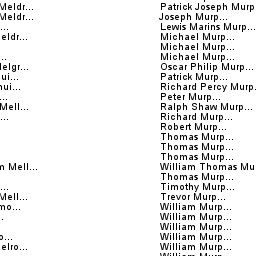 Meldr... Patrick Joseph Murp
Meldr... Joseph Murp...
... Lewis Marins Murp...
eldr... Michael Murp...
Michael Murp...
... Michael Murp...
elgr... Oscar Philip Murp...
ui... Patrick Murp...
nui... Richard Percy Murp.
... Peter Murp...
Mell... Ralph Shaw Murp...
... Richard Murp...
Robert Murp...
Thomas Murp...
Thomas Murp...
Thomas Murp...
m Mell... William Thomas Mu
Thomas Murp...
... Timothy Murp...
Mell... Trevor Murp...
mo... William Murp...
.. William Murp...
William Murp...
o... William Murp...
elro... William Murp...